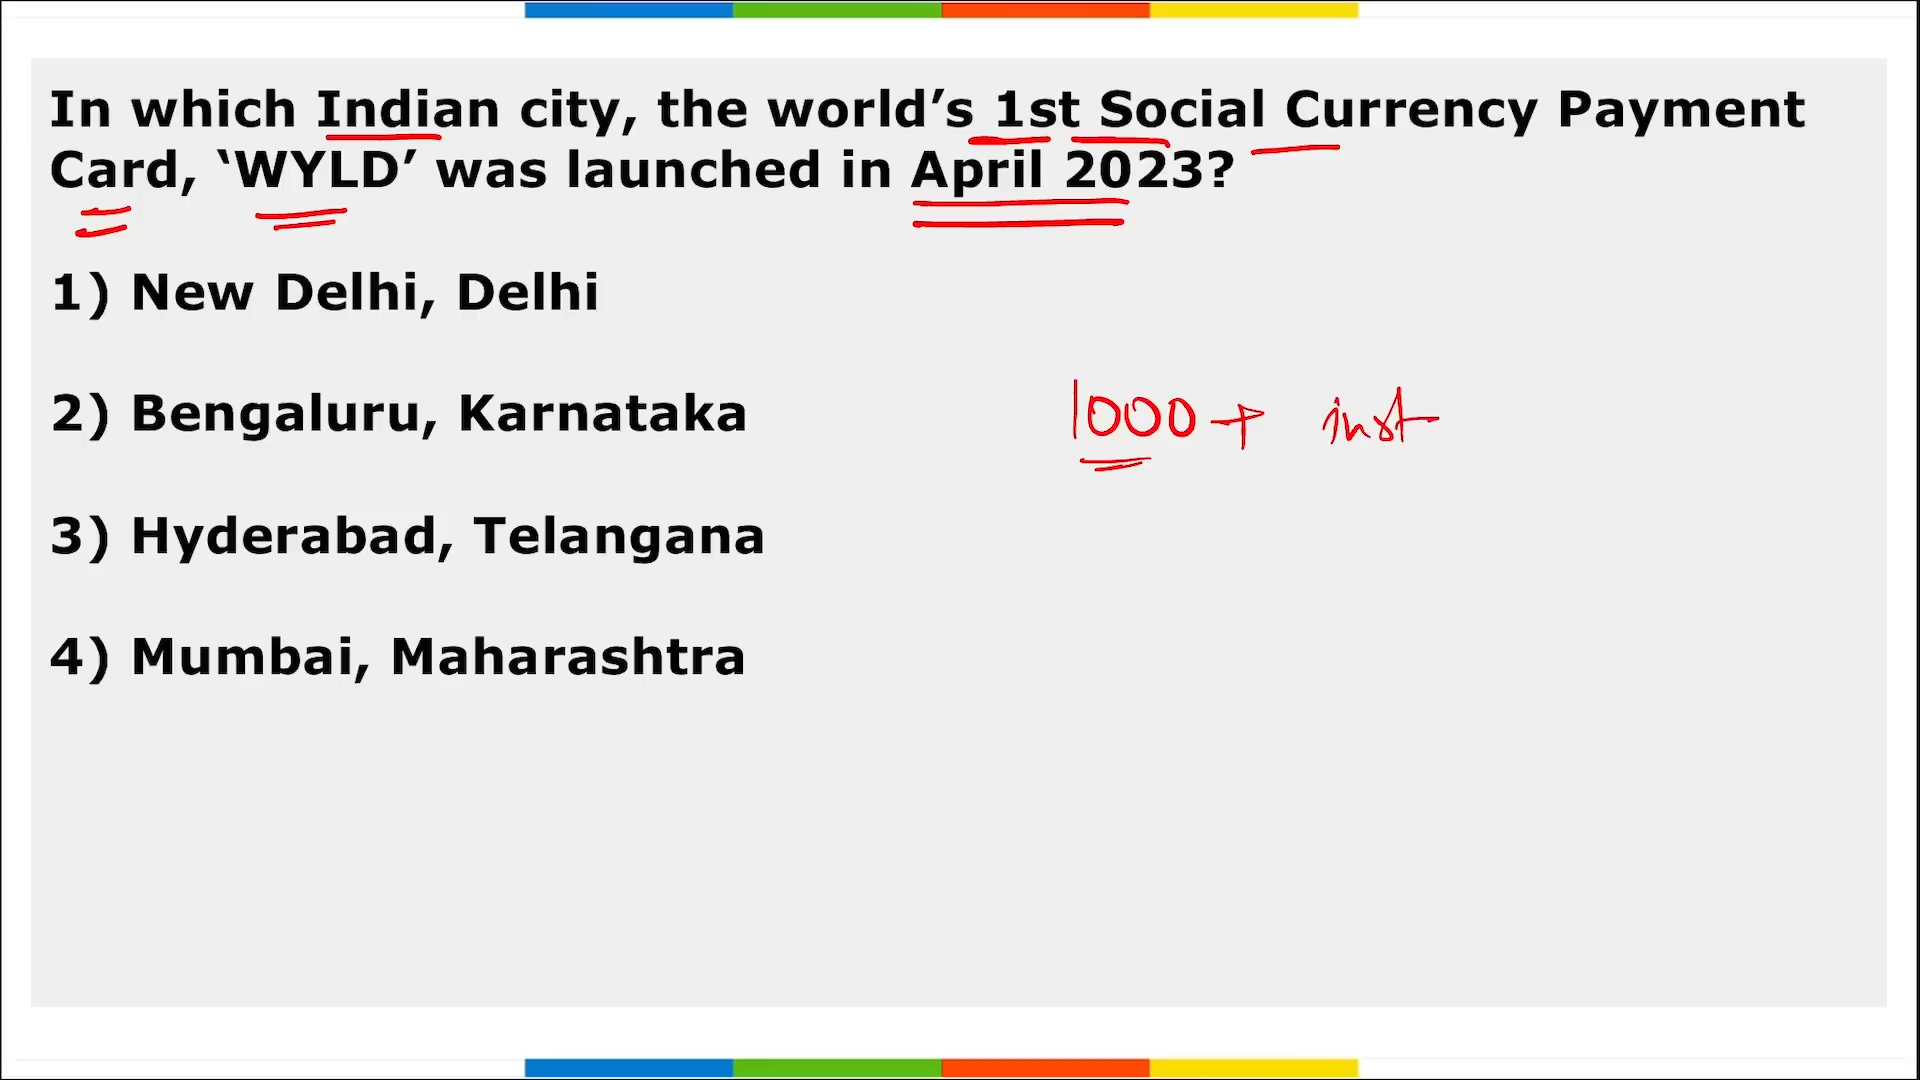 In which Indian city, the world’s 1st Social Currency Payment
Card, ‘WYLD’ was launched in April 2023?
1) New Delhi, Delhi
2) Bengaluru, Karnataka
1000 + inst
3) Hyderabad, Telangana
4) Mumbai, Maharashtra